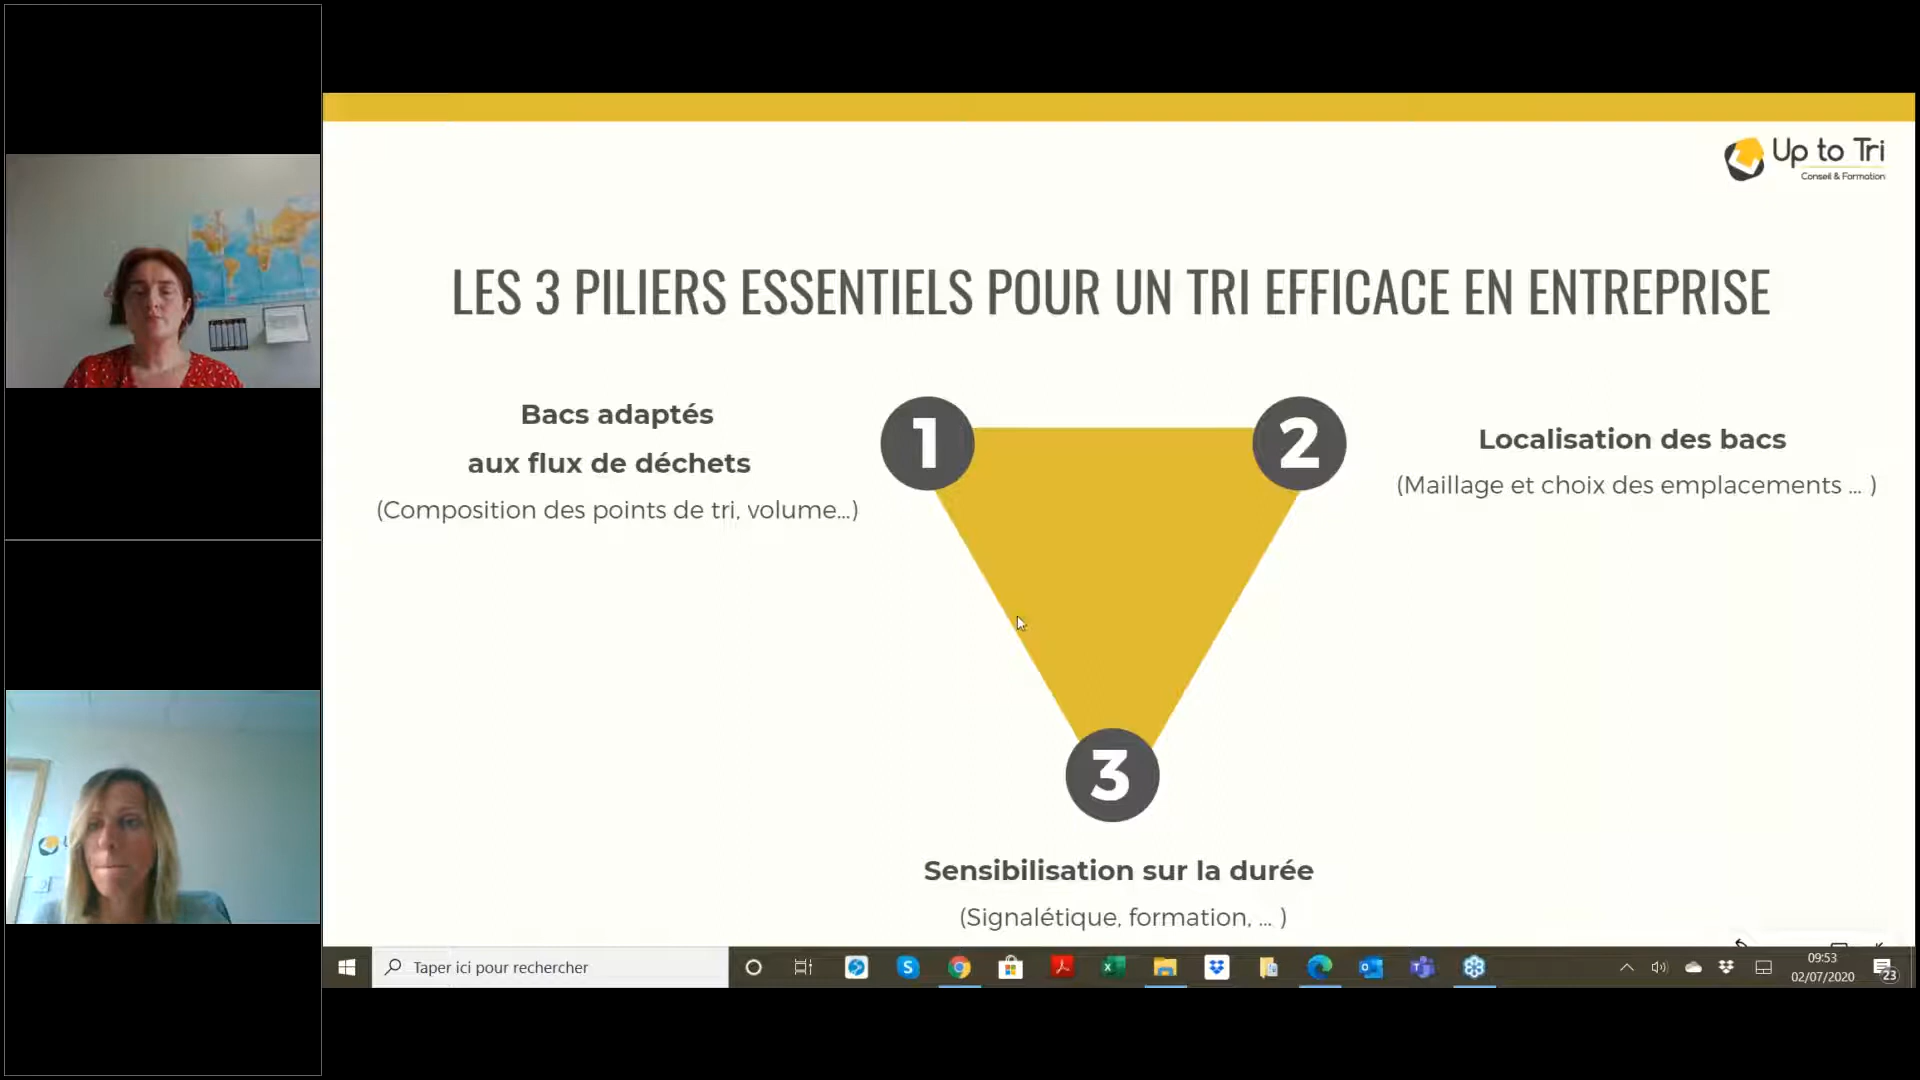 Up to Tri
Conseil & Formation
LES 3 PILIERS ESSENTIELS POUR UN TRI EFFICACE EN ENTREPRISE
Bacs adaptés
aux flux de déchets
(Composition des points de tri, volume...)
1
2
Localisation des bacs
(Maillage et choix des emplacements ... )
3
Sensibilisation sur la durée
(Signalétique, formation, ... )
Taper ici pour rechercher
09:53
02/07/2020
23